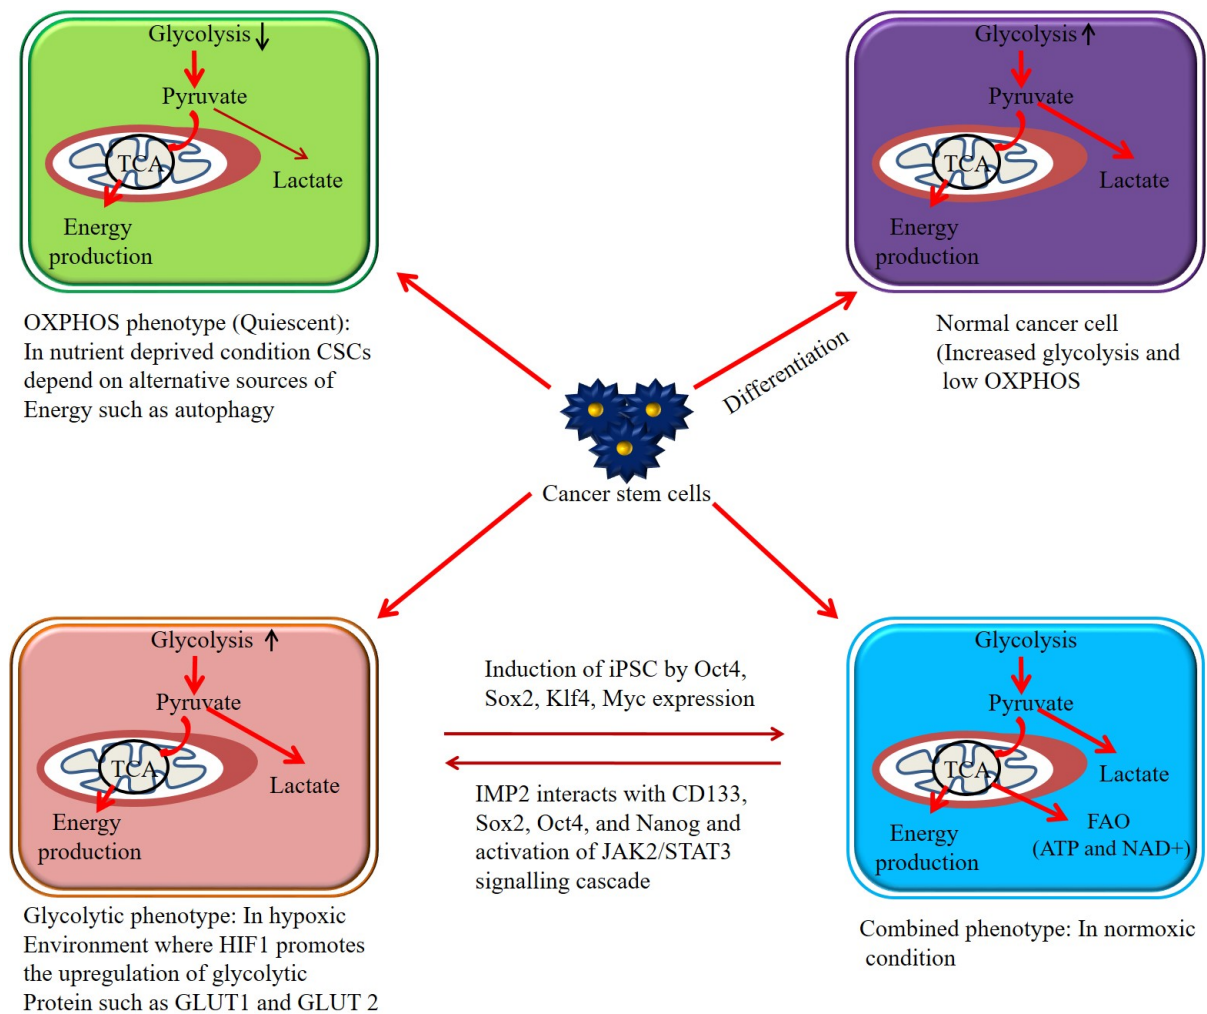 Glycolysis
Pyruvate
TCA
Lactate
Energy
production
OXPHOS phenotype (Quiescent):
In nutrient deprived condition CSCs
depend on alternative sources of
Energy such as autophagy
Glycolysis
Pyruvate
TCA
Lactate
Energy
production
Normal cancer cell
(Increased glycolysis and
low OXPHOS
Differentiation
Cancer stem cells
Glycolysis
Pyruvate
TCA
Lactate
Energy
production
Glycolytic phenotype: In hypoxic
Environment where HIF1 promotes
the upregulation of glycolytic
Protein such as GLUT1 and GLUT 2
Induction of iPSC by Oct4,
Sox2, Klf4, Myc expression
IMP2 interacts with CD133,
Sox2, Oct4, and Nanog and
activation of JAK2/STAT3
signalling cascade
Glycolysis
Pyruvate
TCA
Lactate
FAO
(ATP and NAD+)
Energy
production
Combined phenotype: In normoxic
condition